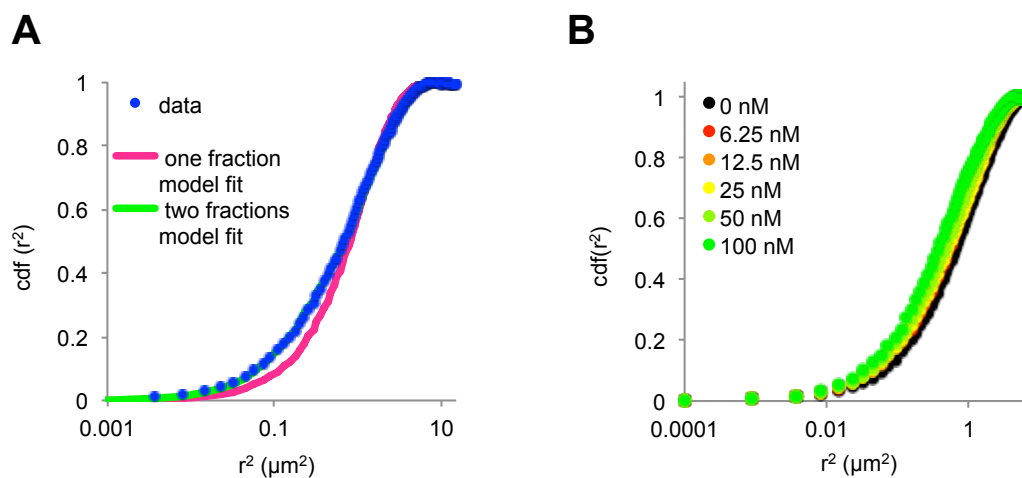 A
1
0.8
0.6
0.4
0.2
0
cdf (r²)
data
one fraction
model fit
two fractions
model fit
0.001
0.1
10
r² (µm²)
B
1
0.8
0.6
0.4
0.2
0
cdf(r²)
0 nM
6.25 nM
12.5 nM
25 nM
50 nM
100 nM
0.0001
0.01
1
r² (µm²)